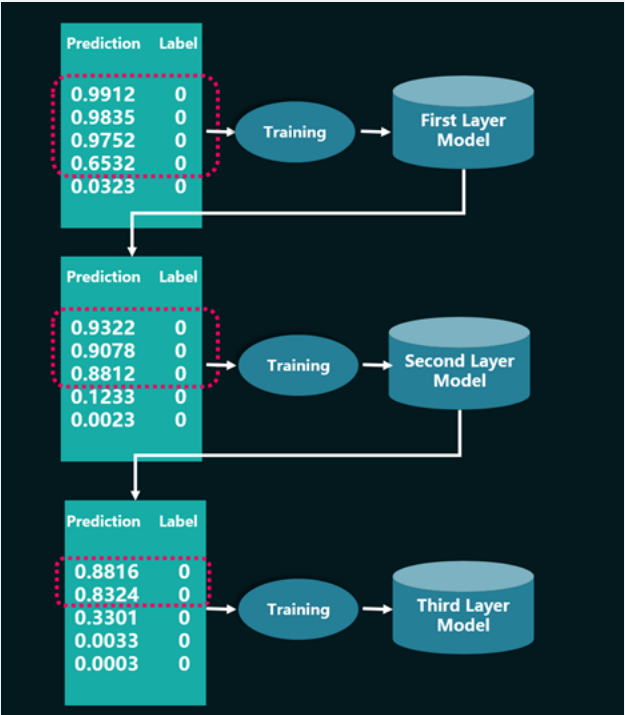 Prediction Label
0.9912 0
0.9835 0
0.9752 0
0.6532 0
0.0323 0
Training
First Layer
Model
Prediction Label
0.9322 0
0.9078 0
0.8812 0
0.1233 0
0.0023 0
Training
Second Layer
Model
Prediction Label
0.8816 0
0.8324 0
0.3301 0
0.0033 0
0.0003 0
Training
Third Layer
Model